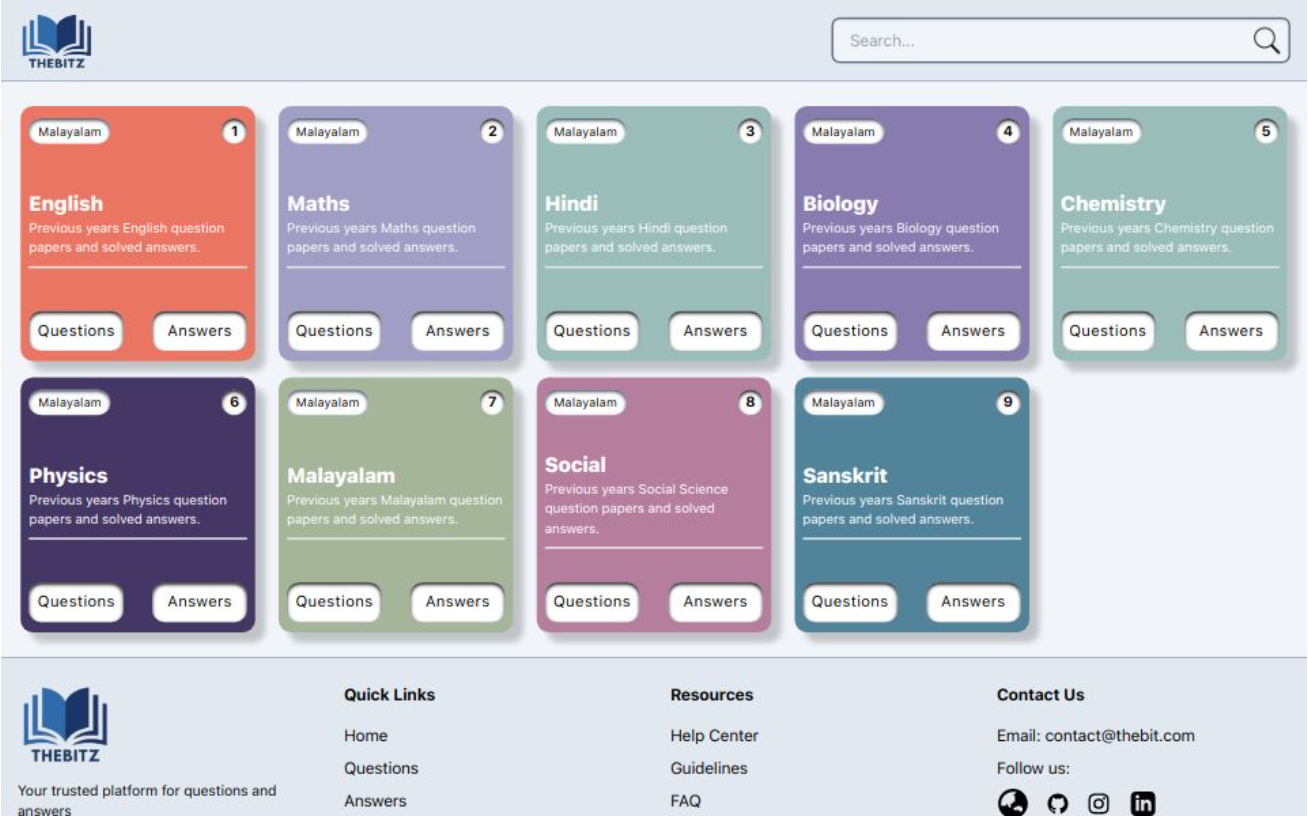 THEBITZ
Search...
Malayalam 1
English
Previous years English question
papers and solved answers.
Questions Answers
Malayalam 2
Maths
Previous years Maths question
papers and solved answers.
Questions Answers
Malayalam 3
Hindi
Previous years Hindi question
papers and solved answers.
Questions Answers
Malayalam 4
Biology
Previous years Biology question
papers and solved answers.
Questions Answers
Malayalam 5
Chemistry
Previous years Chemistry question
papers and solved answers.
Questions Answers
Malayalam 6
Physics
Previous years Physics question
papers and solved answers.
Questions Answers
Malayalam 7
Malayalam
Previous years Malayalam question
papers and solved answers.
Questions Answers
Malayalam 8
Social
Previous years Social Science
question papers and solved
answers.
Questions Answers
Malayalam 9
Sanskrit
Previous years Sanskrit question
papers and solved answers.
Questions Answers
THEBITZ
Your trusted platform for questions and
answers
Quick Links
Home
Questions
Answers
Resources
Help Center
Guidelines
FAQ
Contact Us
Email: contact@thebit.com
Follow us:
in